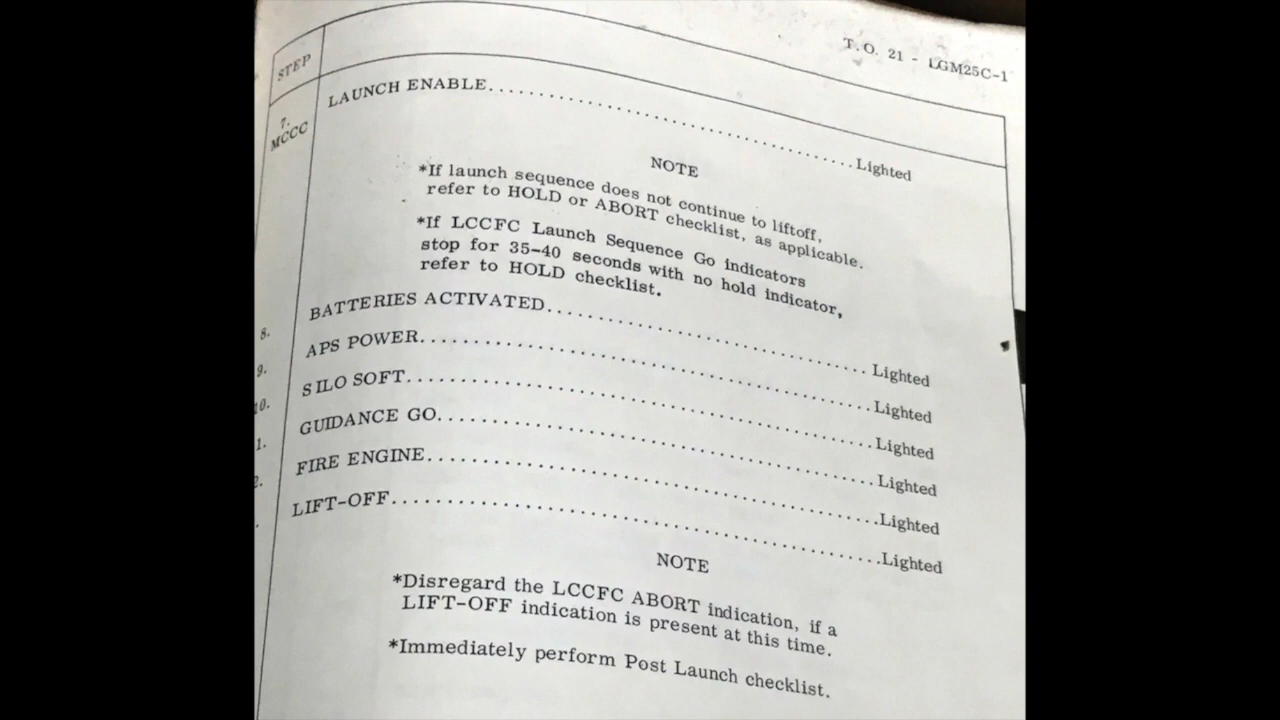 T.O. 21 - LGM25C-1
STEP
7. LAUNCH ENABLE....................Lighted
MCCC
NOTE
*If launch sequence does not continue to liftoff,
refer to HOLD or ABORT checklist, as applicable.
*If LCCFC Launch Sequence Go indicators
stop for 35-40 seconds with no hold indicator,
refer to HOLD checklist.
8. BATTERIES ACTIVATED....................Lighted
9. APS POWER....................Lighted
10. SILO SOFT....................Lighted
1. GUIDANCE GO....................Lighted
2. FIRE ENGINE....................Lighted
. LIFT-OFF....................Lighted
NOTE
*Disregard the LCCFC ABORT indication, if a
LIFT-OFF indication is present at this time.
*Immediately perform Post Launch checklist.